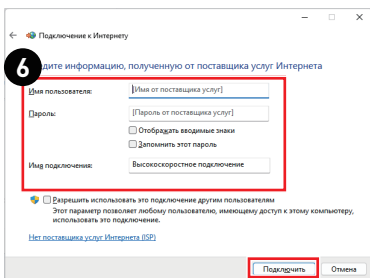 Подключение к Интернету
6
дите информацию, полученную от поставщика услуг Интернета
Имя пользователя: [Имя от поставщика услуг]
Пароль: [Пароль от поставщика услуг]
Отображать вводимые знаки
Запомнить этот пароль
Имя подключения: Высокоскоростное подключение
Разрешить использовать это подключение другим пользователям
Этот параметр позволяет любому пользователю, имеющему доступ к этому компьютеру,
использовать это подключение.
Нет поставщика услуг Интернета (ISP)
Подключить Отмена